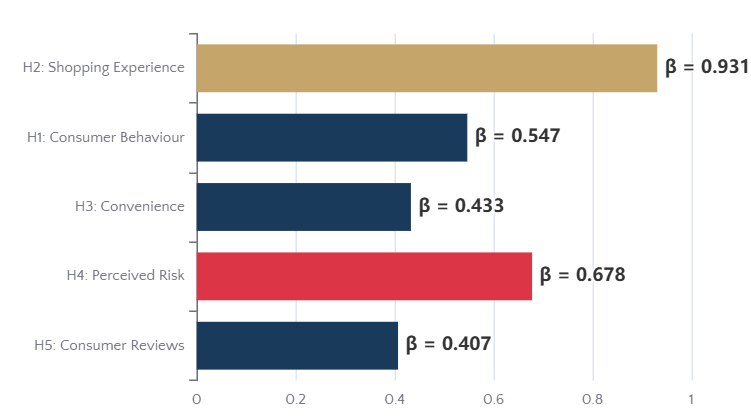 H2: Shopping Experience β = 0.931
H1: Consumer Behaviour β = 0.547
H3: Convenience β = 0.433
H4: Perceived Risk β = 0.678
H5: Consumer Reviews β = 0.407
0 0.2 0.4 0.6 0.8 1